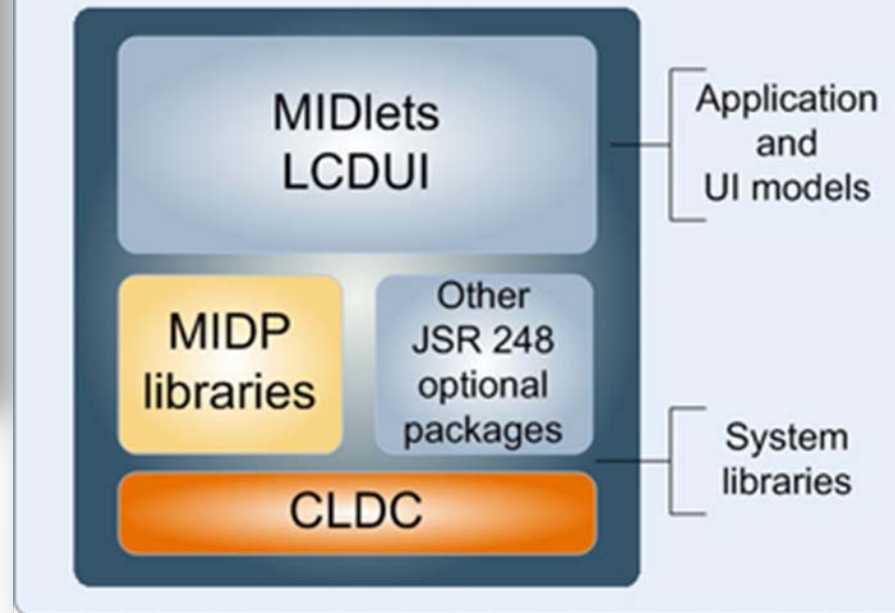 MIDlets
LCDUI
Application
and
UI models
MIDP
libraries
Other
JSR 248
optional
packages
System
libraries
CLDC